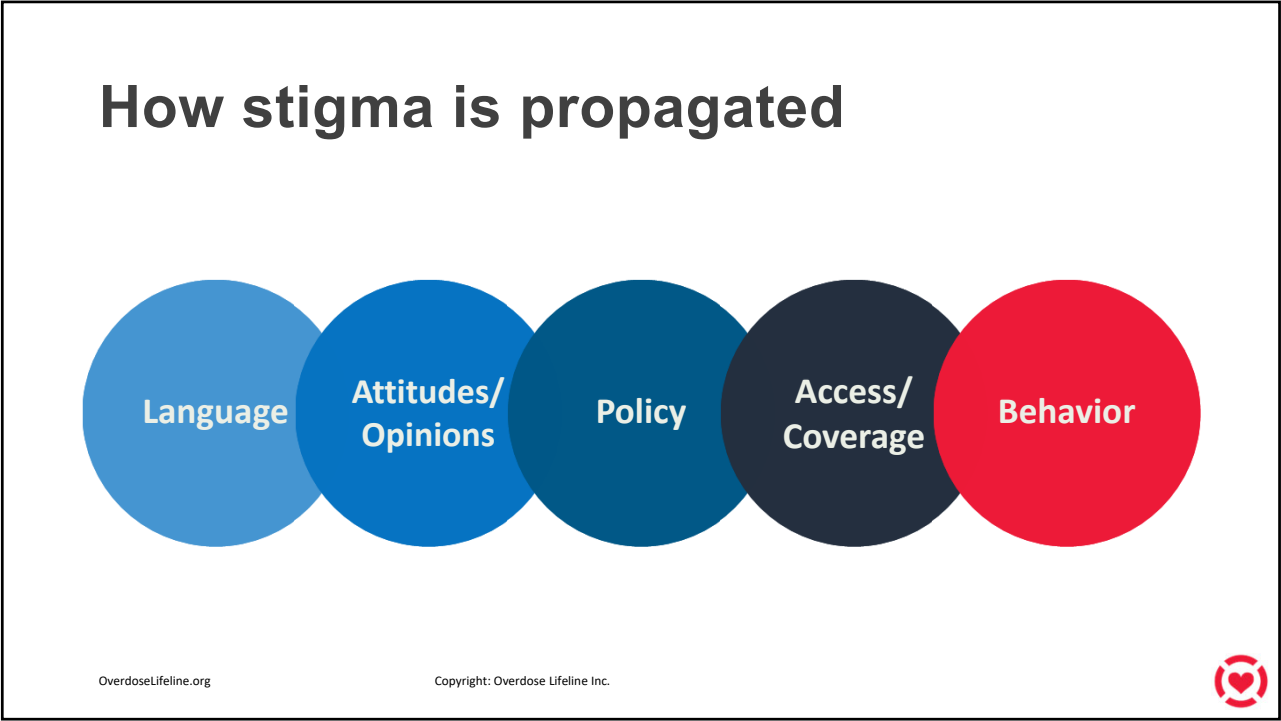 How stigma is propagated
Language
Attitudes/
Opinions
Policy
Access/
Coverage
Behavior
OverdoseLifeline.org
Copyright: Overdose Lifeline Inc.